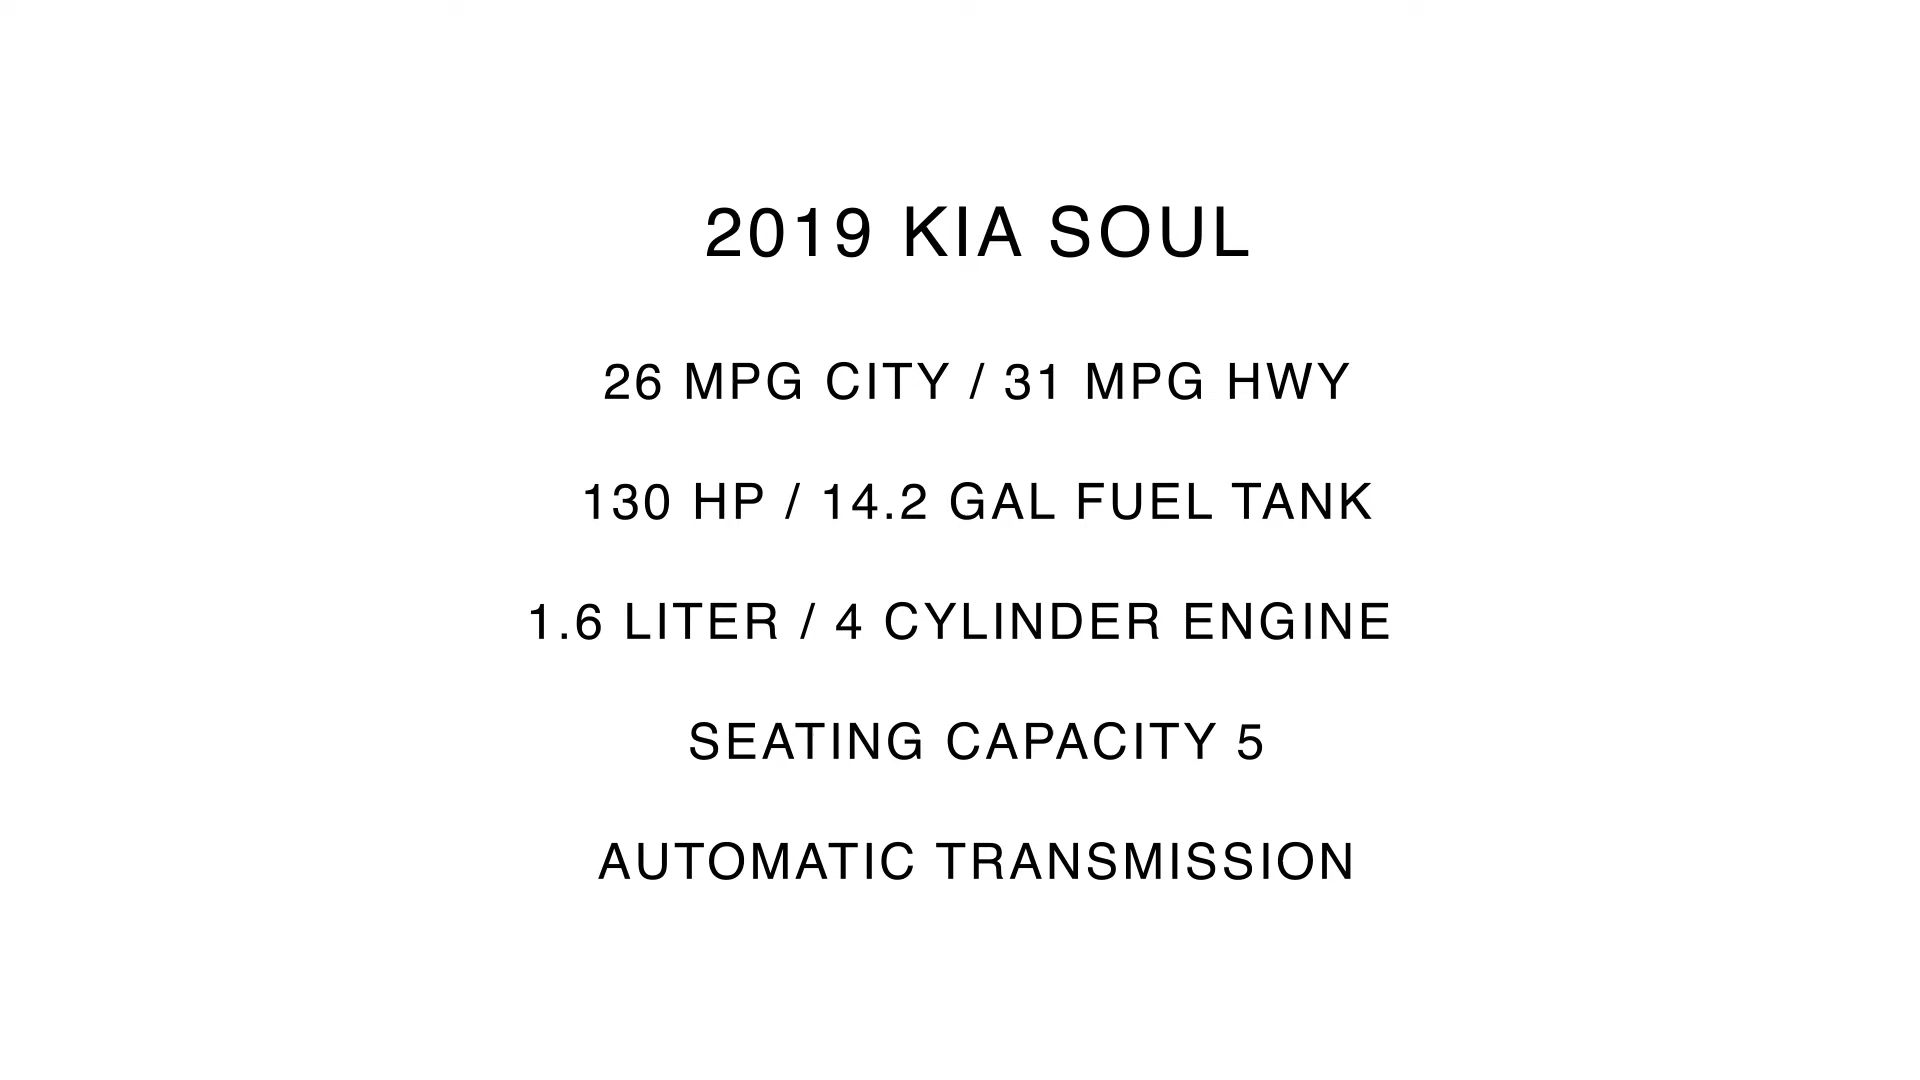 2019 KIA SOUL
26 MPG CITY / 31 MPG HWY
130 HP / 14.2 GAL FUEL TANK
1.6 LITER / 4 CYLINDER ENGINE
SEATING CAPACITY 5
AUTOMATIC TRANSMISSION